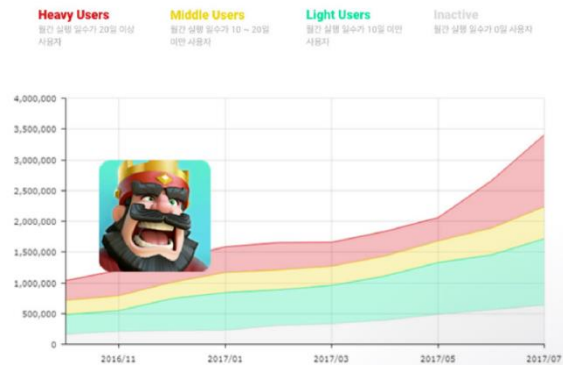 Heavy Users
월간 실행 일수가 20일 이상
사용자
Middle Users
월간 실행 일수가 10 ~ 20일
미만 사용자
Light Users
월간 실행 일수가 10일 미만
사용자
Inactive
월간 실행 일수가 0일 사용자
4,000,000
3,500,000
3,000,000
2,500,000
2,000,000
1,500,000
1,000,000
500,000
0
2016/11
2017/01
2017/03
2017/05
2017/07